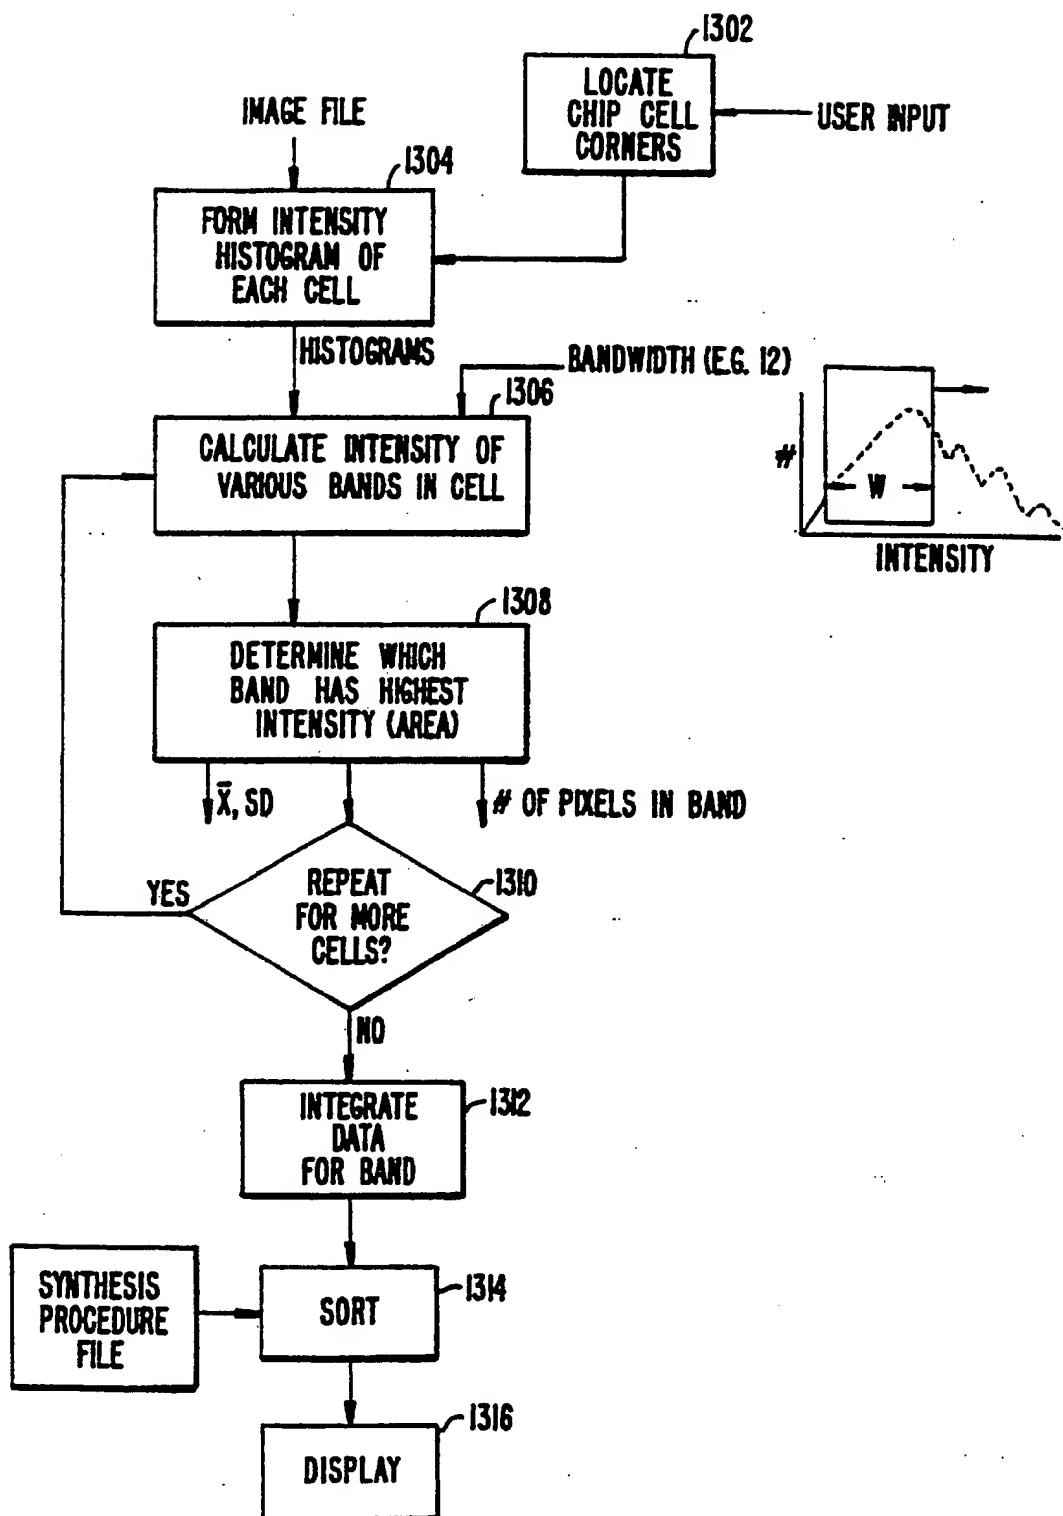 1302
LOCATE
CHIP CELL
CORNERS
USER INPUT
IMAGE FILE
1304
FORM INTENSITY
HISTOGRAM OF
EACH CELL
HISTOGRAMS
BANDWIDTH (E.G. 12)
1306
CALCULATE INTENSITY OF
VARIOUS BANDS IN CELL
#
W
INTENSITY
1308
DETERMINE WHICH
BAND HAS HIGHEST
INTENSITY (AREA)
X̄, SD
# OF PIXELS IN BAND
YES
REPEAT
FOR MORE
CELLS?
1310
NO
1312
INTEGRATE
DATA
FOR BAND
SYNTHESIS
PROCEDURE
FILE
1314
SORT
1316
DISPLAY